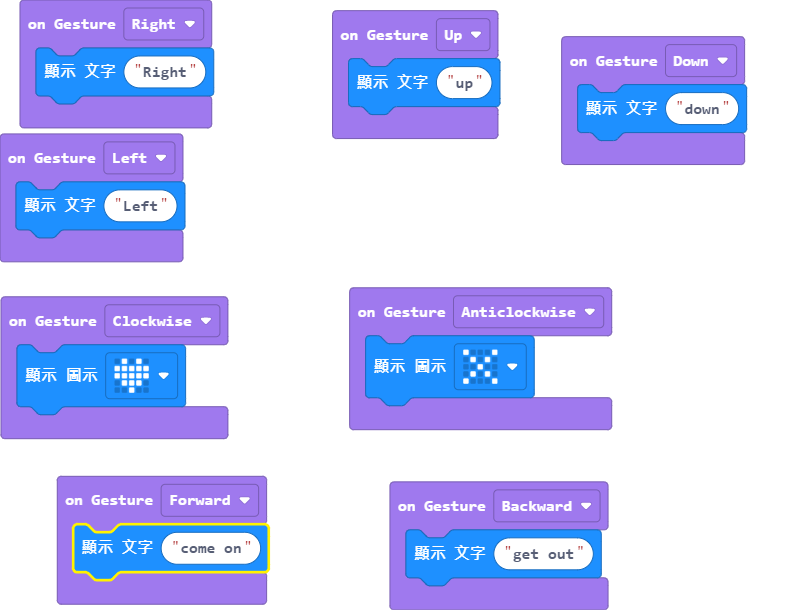 on Gesture Right
顯示 文字 "Right"
on Gesture Up
顯示 文字 "up"
on Gesture Down
顯示 文字 "down"
on Gesture Left
顯示 文字 "Left"
on Gesture Clockwise
顯示 圖示
on Gesture Anticlockwise
顯示 圖示
on Gesture Forward
顯示 文字 "come on"
on Gesture Backward
顯示 文字 "get out"